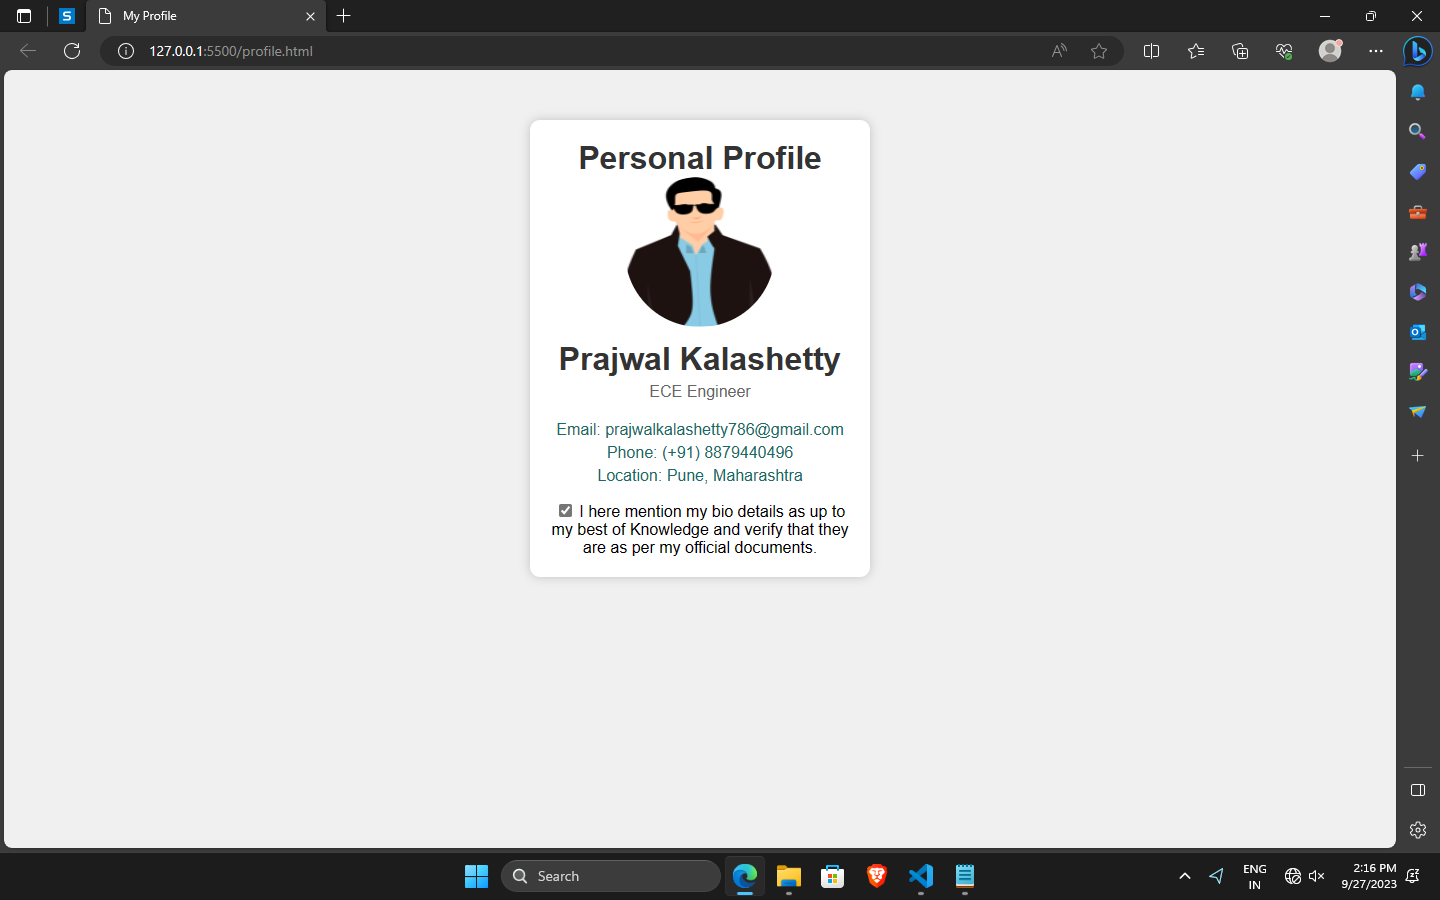 My Profile
127.0.0.1:5500/profile.html
Personal Profile
Prajwal Kalashetty
ECE Engineer
Email: prajwalkalashetty786@gmail.com
Phone: (+91) 8879440496
Location: Pune, Maharashtra
I here mention my bio details as up to
my best of Knowledge and verify that they
are as per my official documents.
Search
ENG
IN
2:16 PM
9/27/2023